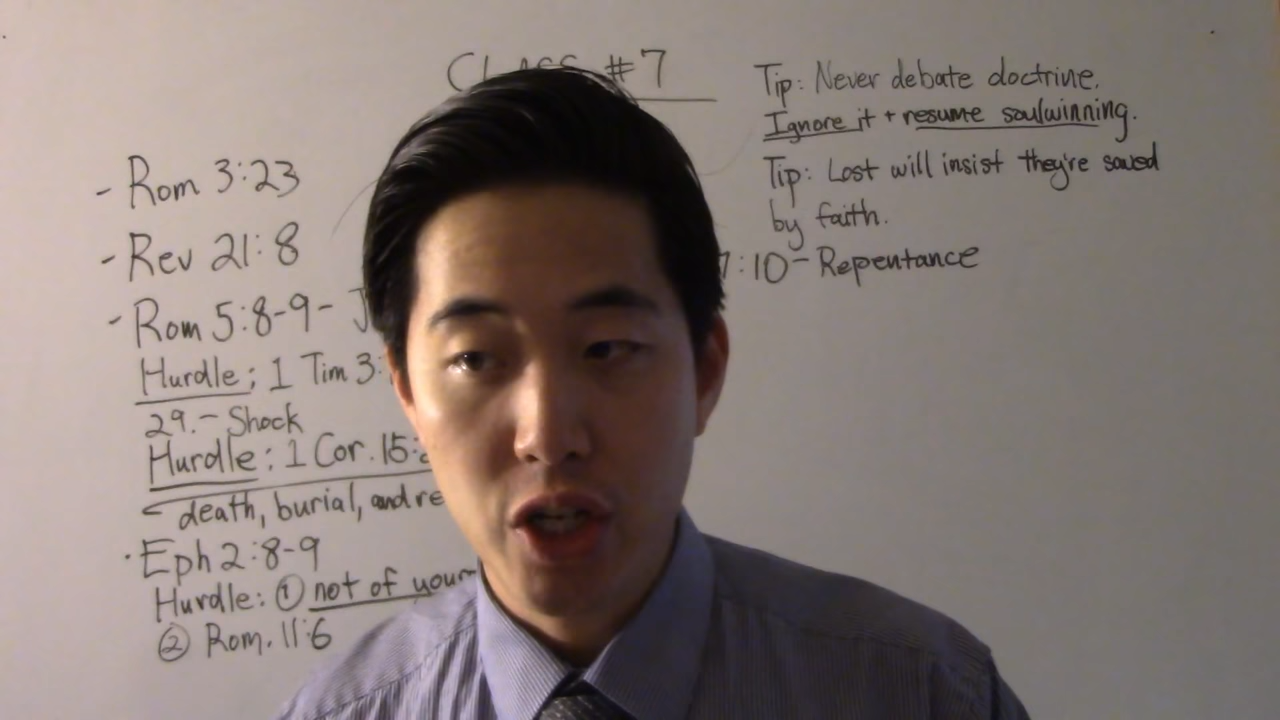 CLASS #7
- Rom 3:23
- Rev 21:8
- Rom 5:8-9- J
Hurdle: 1 Tim 3:
29.- Shock
Hurdle: 1 Cor. 15:
death, burial, and re
· Eph 2:8-9
Hurdle: ① not of your
② Rom. 11:6
Tip: Never debate doctrine.
Ignore it + resume soulwinning.
Tip: Lost will insist they're saved
by faith.
7:10- Repentance